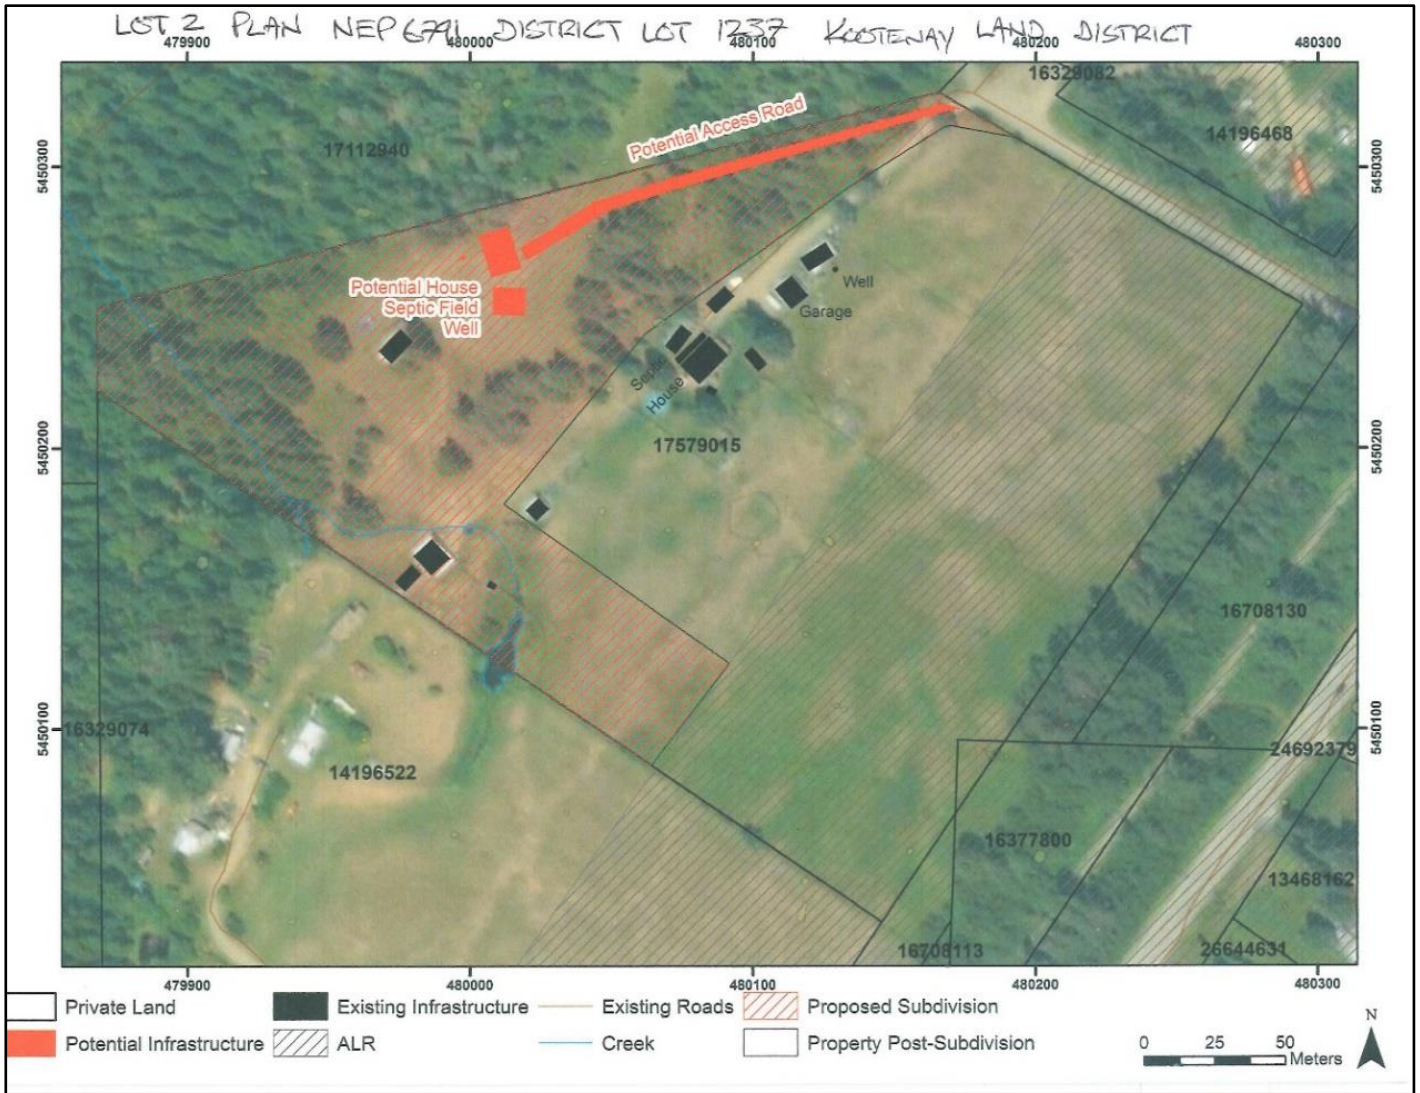 LOT 2 PLAN NEP 6791 DISTRICT LOT 1237 KOOTENAY LAND DISTRICT
479900 480000 480100 480200 480300
16329082
14196468
Potential Access Road
17112940
5450300 5450300
Well
Garage
Potential House
Septic Field
Well
Septic
House
17579015
5450200 5450200
16708130
5450100 5450100
16329074
24692379
14196522
16377800
13468162
16708113 26644631
479900 480000 480100 480200 480300
Private Land Existing Infrastructure Existing Roads Proposed Subdivision
Potential Infrastructure ALR Creek Property Post-Subdivision
N
0 25 50
Meters